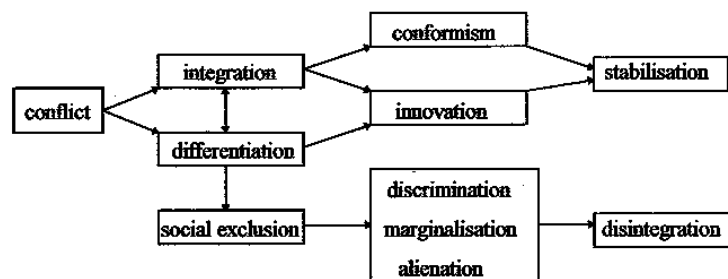 conformism
integration
stabilisation
conflict
innovation
differentiation
discrimination
social exclusion
marginalisation
disintegration
alienation